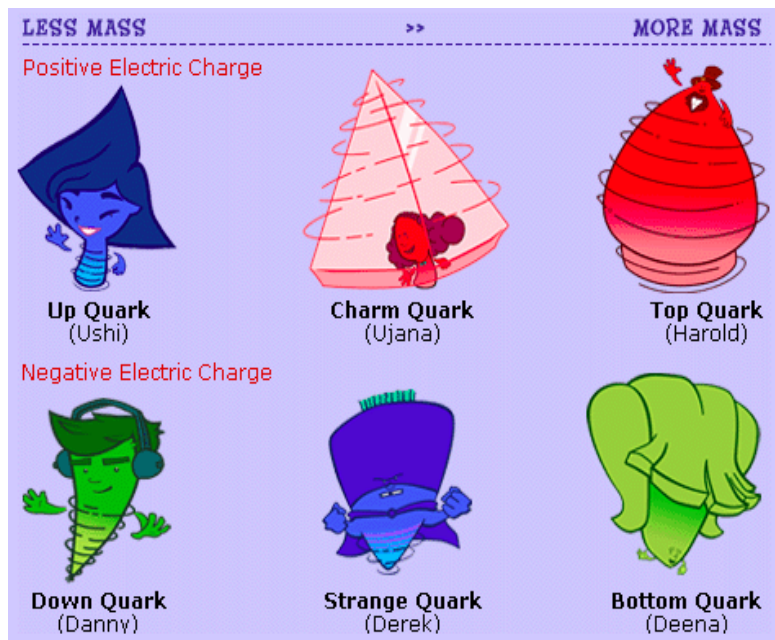 LESS MASS >> MORE MASS
Positive Electric Charge
Up Quark Charm Quark Top Quark
(Ushi) (Ujana) (Harold)
Negative Electric Charge
Down Quark Strange Quark Bottom Quark
(Danny) (Derek) (Deena)